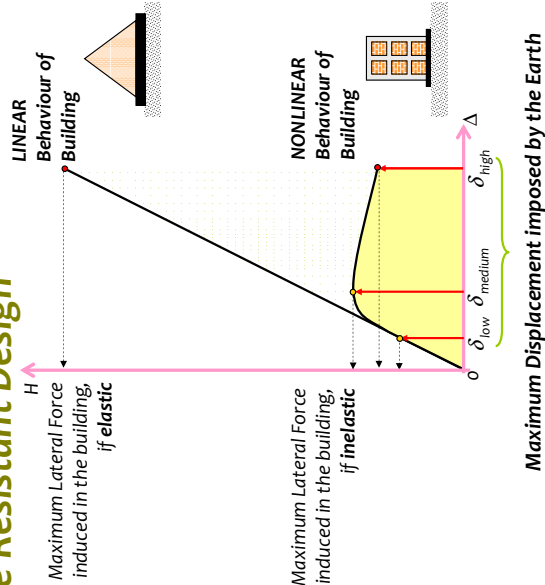 e Resistant Design
H
LINEAR
Behaviour of
Building
Maximum Lateral Force
induced in the building,
if elastic
NONLINEAR
Behaviour of
Building
Maximum Lateral Force
induced in the building,
if inelastic
0
δlow
δmedium
δhigh
Δ
Maximum Displacement imposed by the Earth